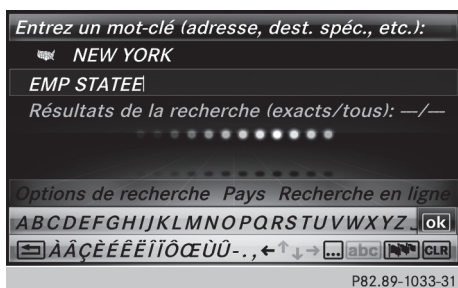 Entrez un mot-clé (adresse, dest. spéc., etc.):
NEW YORK
EMP STATEE
Résultats de la recherche (exacts/tous): ––/––
Options de recherche Pays Recherche en ligne
ABCDEFGHIJKLMNOPQRSTUVWXYZ_ ok
ÀÂÇÈÉÊËÎÏÔŒÙÛ-.,←↑↓→... abc CLR
P82.89-1033-31